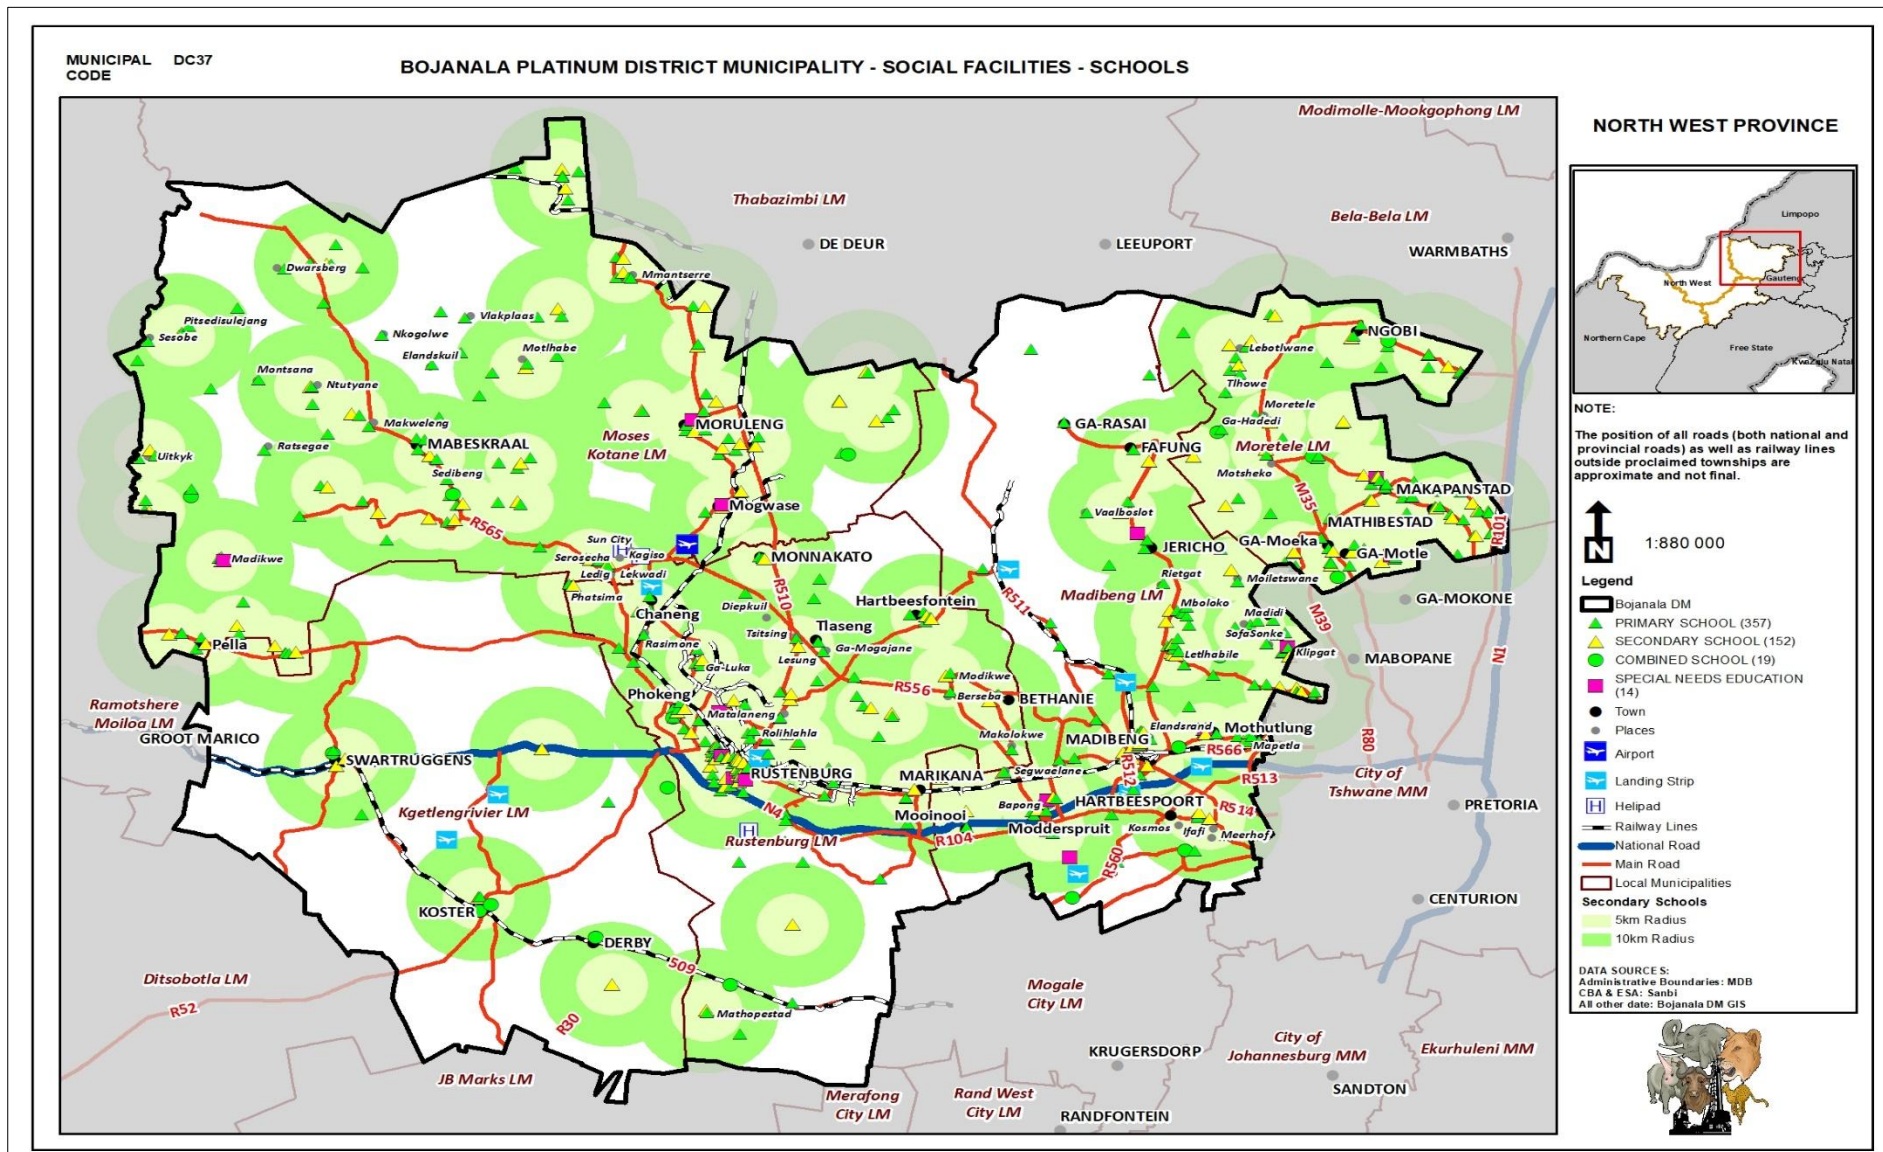 MUNICIPAL DC37
CODE
BOJANALA PLATINUM DISTRICT MUNICIPALITY - SOCIAL FACILITIES - SCHOOLS
Modimolle-Mookgophong LM
Thabazimbi LM
Bela-Bela LM
DE DEUR
LEEUPORT
WARMBATHS
Dwarsberg
Mmantserre
Pitsedisulejang
Sesobe
Vlakplaas
Nkogolwe
Elandskuil
Motlhabe
Montsana
Ntutyane
Makweleng
Ratsegae
MABESKRAAL
Uitkyk
Sedibeng
Moses
Kotane LM
MORULENG
Mogwase
R565
Madikwe
Sun City
Serosecha
Kagiso
Ledig
Lekwadi
Phatsima
MONNAKATO
Chaneng
R510
Diepkuil
Tsitsing
Tlaseng
Hartbeesfontein
Rasimone
Lesung
Ga-Mogajane
Ga-Luka
Pella
Phokeng
R556
Modikwe
Berseba
BETHANIE
Matalaneng
Rolihlahla
Makolokwe
NGOBI
Lebotlwane
Tlhowe
Moretele
Ga-Hadedi
GA-RASAI
FAFUNG
Moretele LM
Motsheko
MAKAPANSTAD
M35
MATHIBESTAD
R101
Vaalboslot
JERICHO
GA-Moeka
GA-Motle
Rietgat
Moiletswane
R511
Madibeng LM
Mboloko
Madidi
M39
GA-MOKONE
SofaSonke
Letlhabile
Klipgat
MABOPANE
N1
Ramotshere
Moiloa LM
GROOT MARICO
SWARTRUGGENS
RUSTENBURG
MARIKANA
Segwaelane
MADIBENG
Elandsrand
Mothutlung
R566
Mapetla
R80
R512
R513
City of
Tshwane MM
Kgetlengrivier LM
N4
Mooinooi
Bapong
HARTBEESPOORT
R514
PRETORIA
Rustenburg LM
R104
Modderspruit
Kosmos
Ifafi
Meerhof
R560
CENTURION
KOSTER
DERBY
509
Ditsobotla LM
R52
R30
Mathopestad
Mogale
City LM
KRUGERSDORP
City of
Johannesburg MM
Ekurhuleni MM
SANDTON
JB Marks LM
Merafong
City LM
Rand West
City LM
RANDFONTEIN
NORTH WEST PROVINCE
Limpopo
North West
Gauteng
Northern Cape
Free State
KwaZulu Natal
NOTE:
The position of all roads (both national and
provincial roads) as well as railway lines
outside proclaimed townships are
approximate and not final.
N
1:880 000
Legend
Bojanala DM
PRIMARY SCHOOL (357)
SECONDARY SCHOOL (152)
COMBINED SCHOOL (19)
SPECIAL NEEDS EDUCATION
(14)
Town
Places
Airport
Landing Strip
H Helipad
Railway Lines
National Road
Main Road
Local Municipalities
Secondary Schools
5km Radius
10km Radius
DATA SOURCES:
Administrative Boundaries: MDB
CBA & ESA: Sanbi
All other date: Bojanala DM GIS